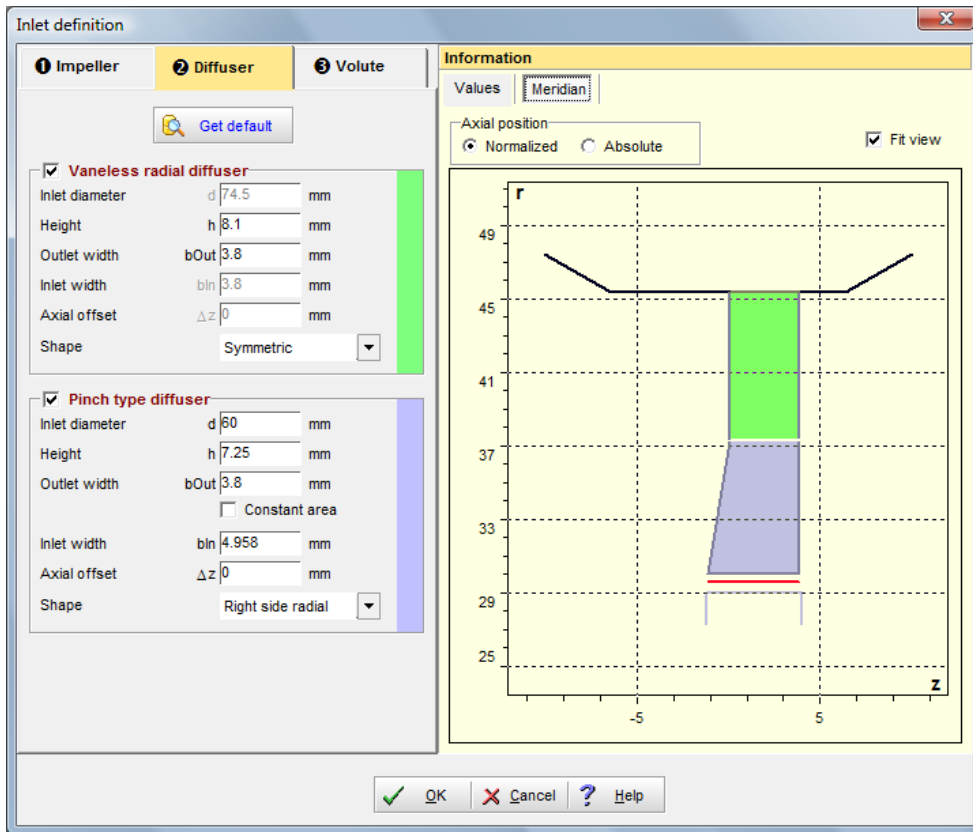 Inlet definition
❶ Impeller
❷ Diffuser
❸ Volute
Get default
Vaneless radial diffuser
Inlet diameter d 74.5 mm
Height h 8.1 mm
Outlet width bOut 3.8 mm
Inlet width bIn 3.8 mm
Axial offset Δz 0 mm
Shape Symmetric
Pinch type diffuser
Inlet diameter d 60 mm
Height h 7.25 mm
Outlet width bOut 3.8 mm
Constant area
Inlet width bIn 4.958 mm
Axial offset Δz 0 mm
Shape Right side radial
Information
Values Meridian
Axial position
Normalized Absolute
Fit view
r
49
45
41
37
33
29
25
z
-5 5
OK Cancel Help